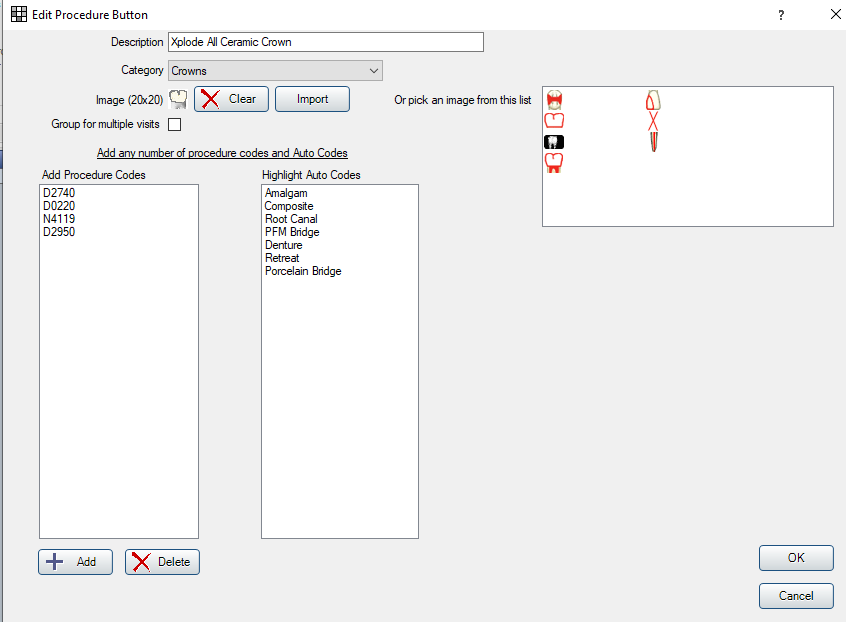 Edit Procedure Button
?
Description Xplode All Ceramic Crown
Category Crowns
Image (20x20) Clear Import Or pick an image from this list
Group for multiple visits
Add any number of procedure codes and Auto Codes
Add Procedure Codes Highlight Auto Codes
D2740 Amalgam
D0220 Composite
N4119 Root Canal
D2950 PFM Bridge
Denture
Retreat
Porcelain Bridge
Add Delete
OK
Cancel